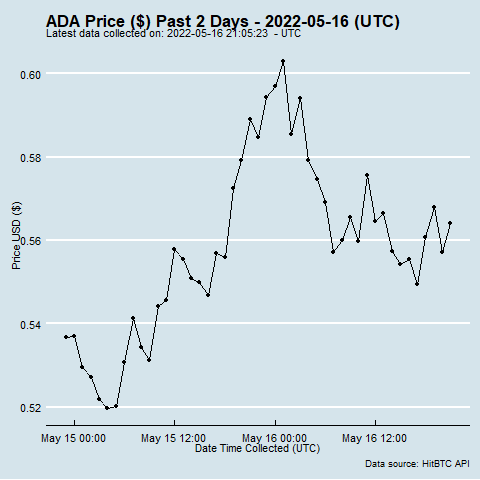 ADA Price ($) Past 2 Days - 2022-05-16 (UTC)
Latest data collected on: 2022-05-16 21:05:23 - UTC
0.60
0.58
0.56
0.54
0.52
Price USD ($)
May 15 00:00 May 15 12:00 May 16 00:00 May 16 12:00
Date Time Collected (UTC)
Data source: HitBTC API